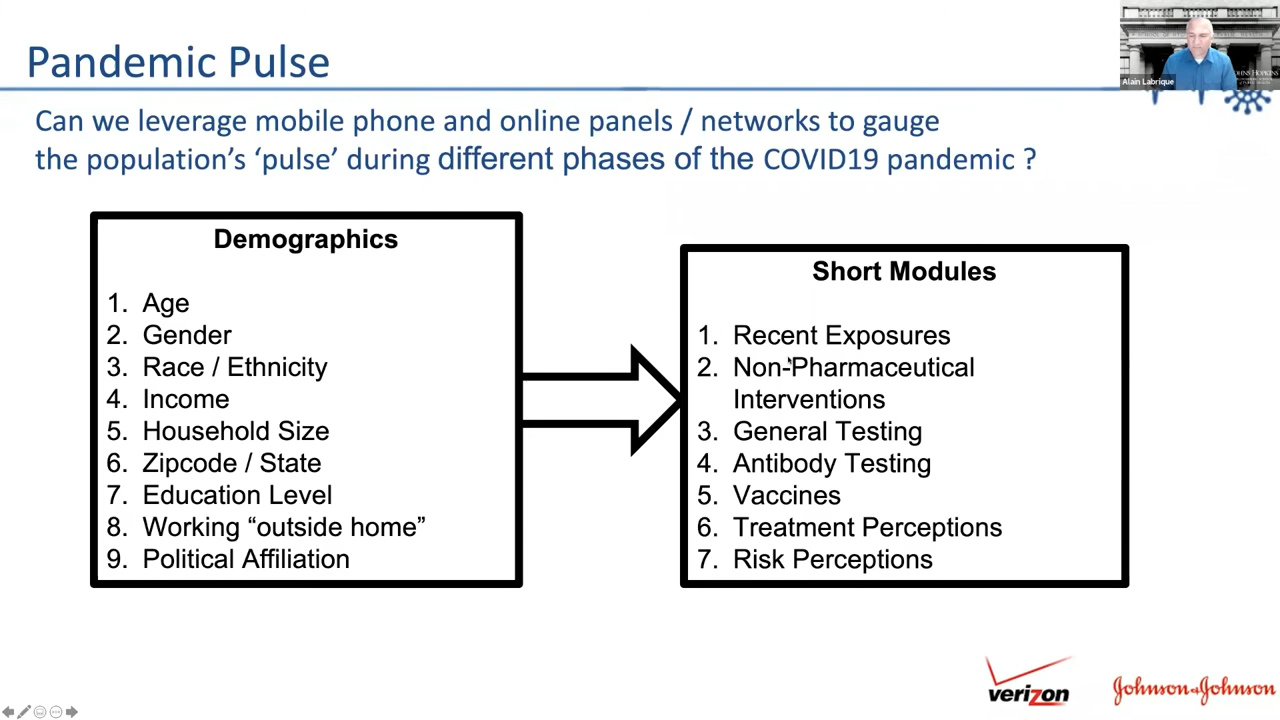 Pandemic Pulse
Alain Labrique
Can we leverage mobile phone and online panels / networks to gauge
the population’s ‘pulse’ during different phases of the COVID19 pandemic ?
Demographics
1. Age
2. Gender
3. Race / Ethnicity
4. Income
5. Household Size
6. Zipcode / State
7. Education Level
8. Working “outside home”
9. Political Affiliation
Short Modules
1. Recent Exposures
2. Non-Pharmaceutical
Interventions
3. General Testing
4. Antibody Testing
5. Vaccines
6. Treatment Perceptions
7. Risk Perceptions
verizon
Johnson & Johnson